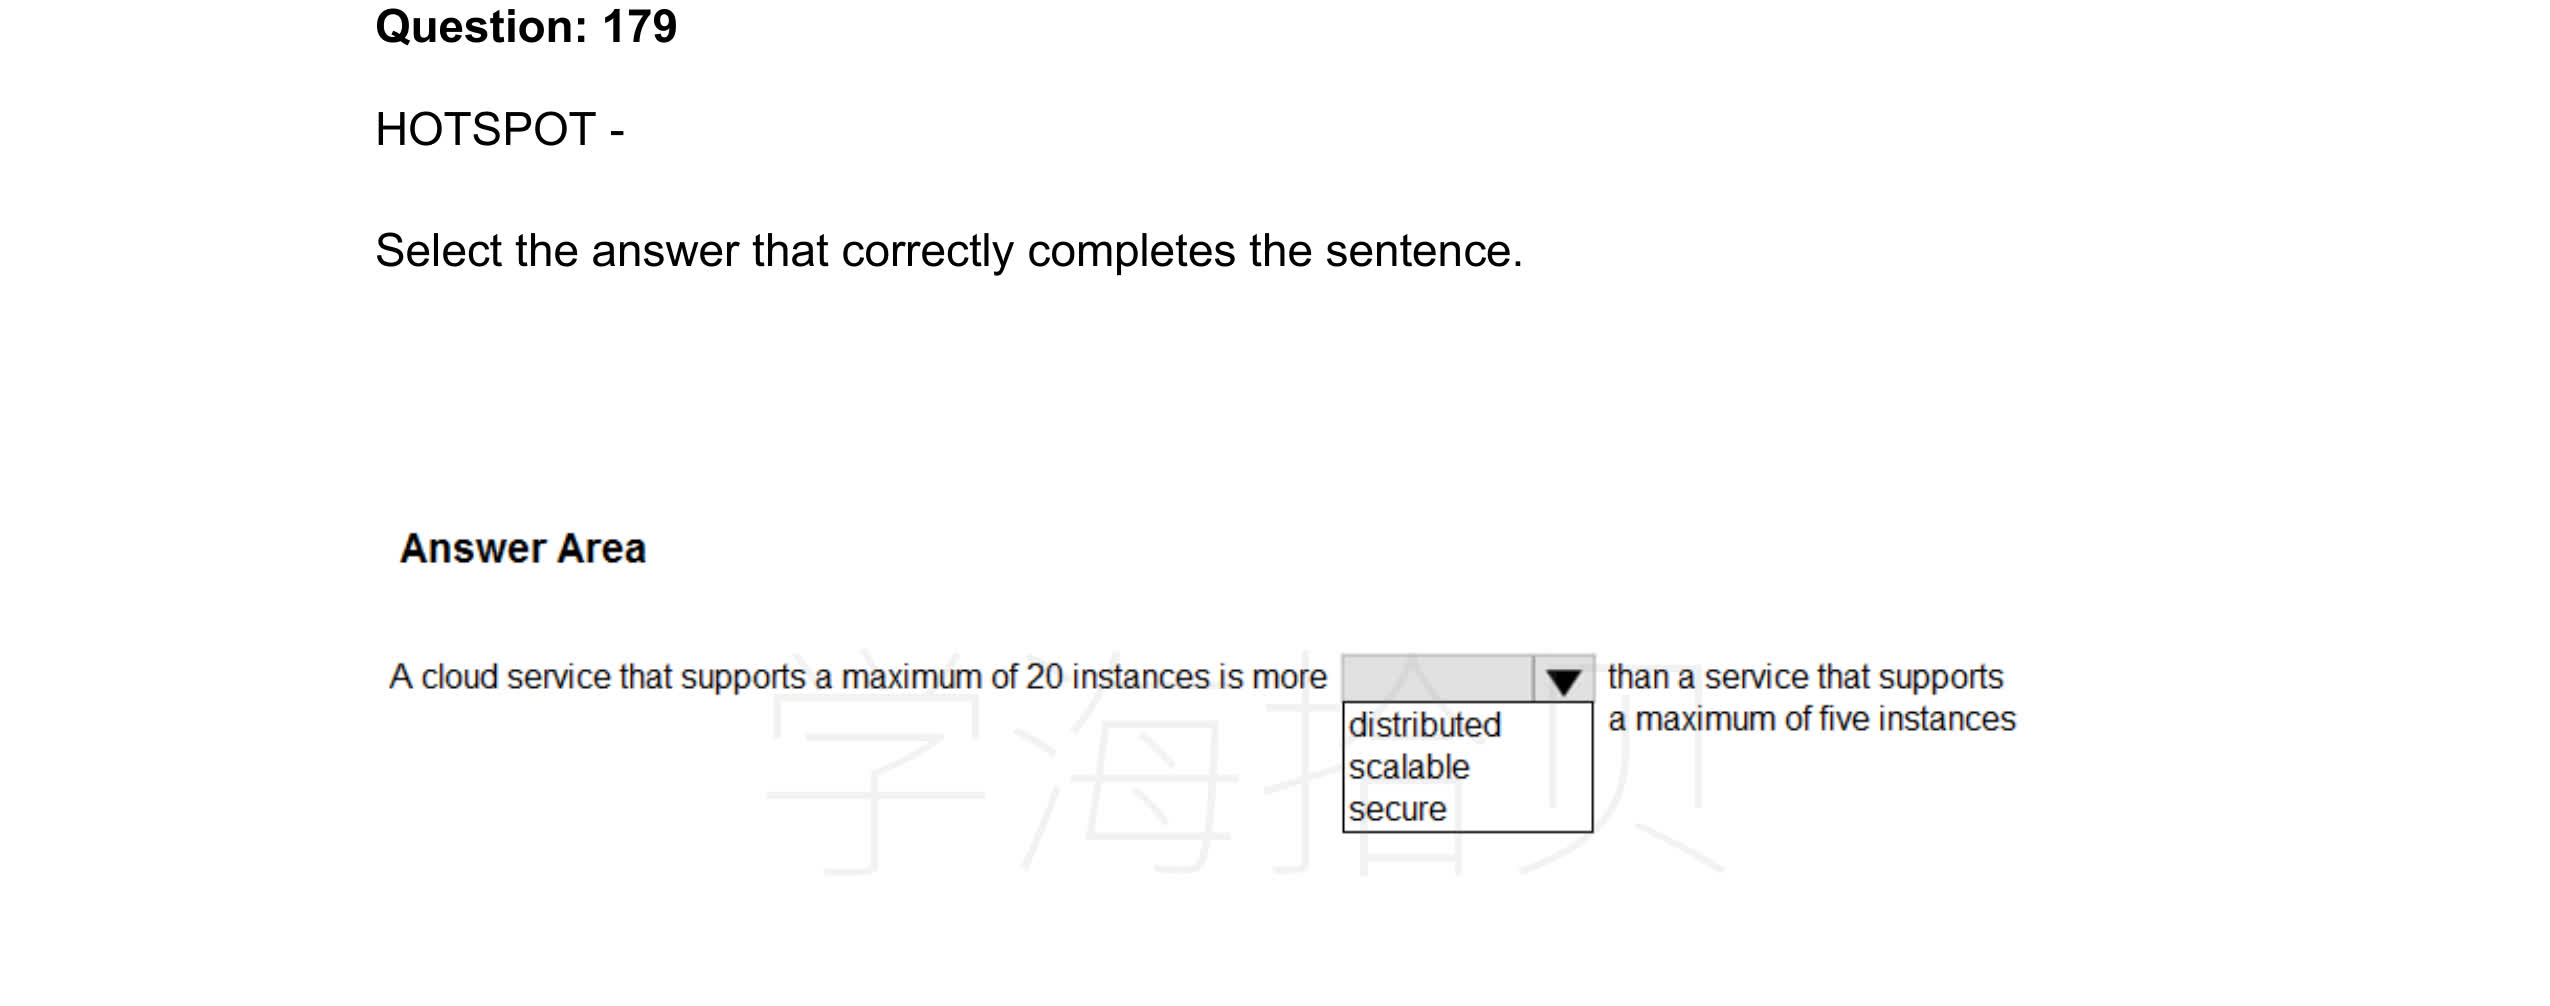 Question: 179
HOTSPOT -
Select the answer that correctly completes the sentence.
Answer Area
A cloud service that supports a maximum of 20 instances is more than a service that supports
a maximum of five instances
distributed
scalable
secure
学海拾贝